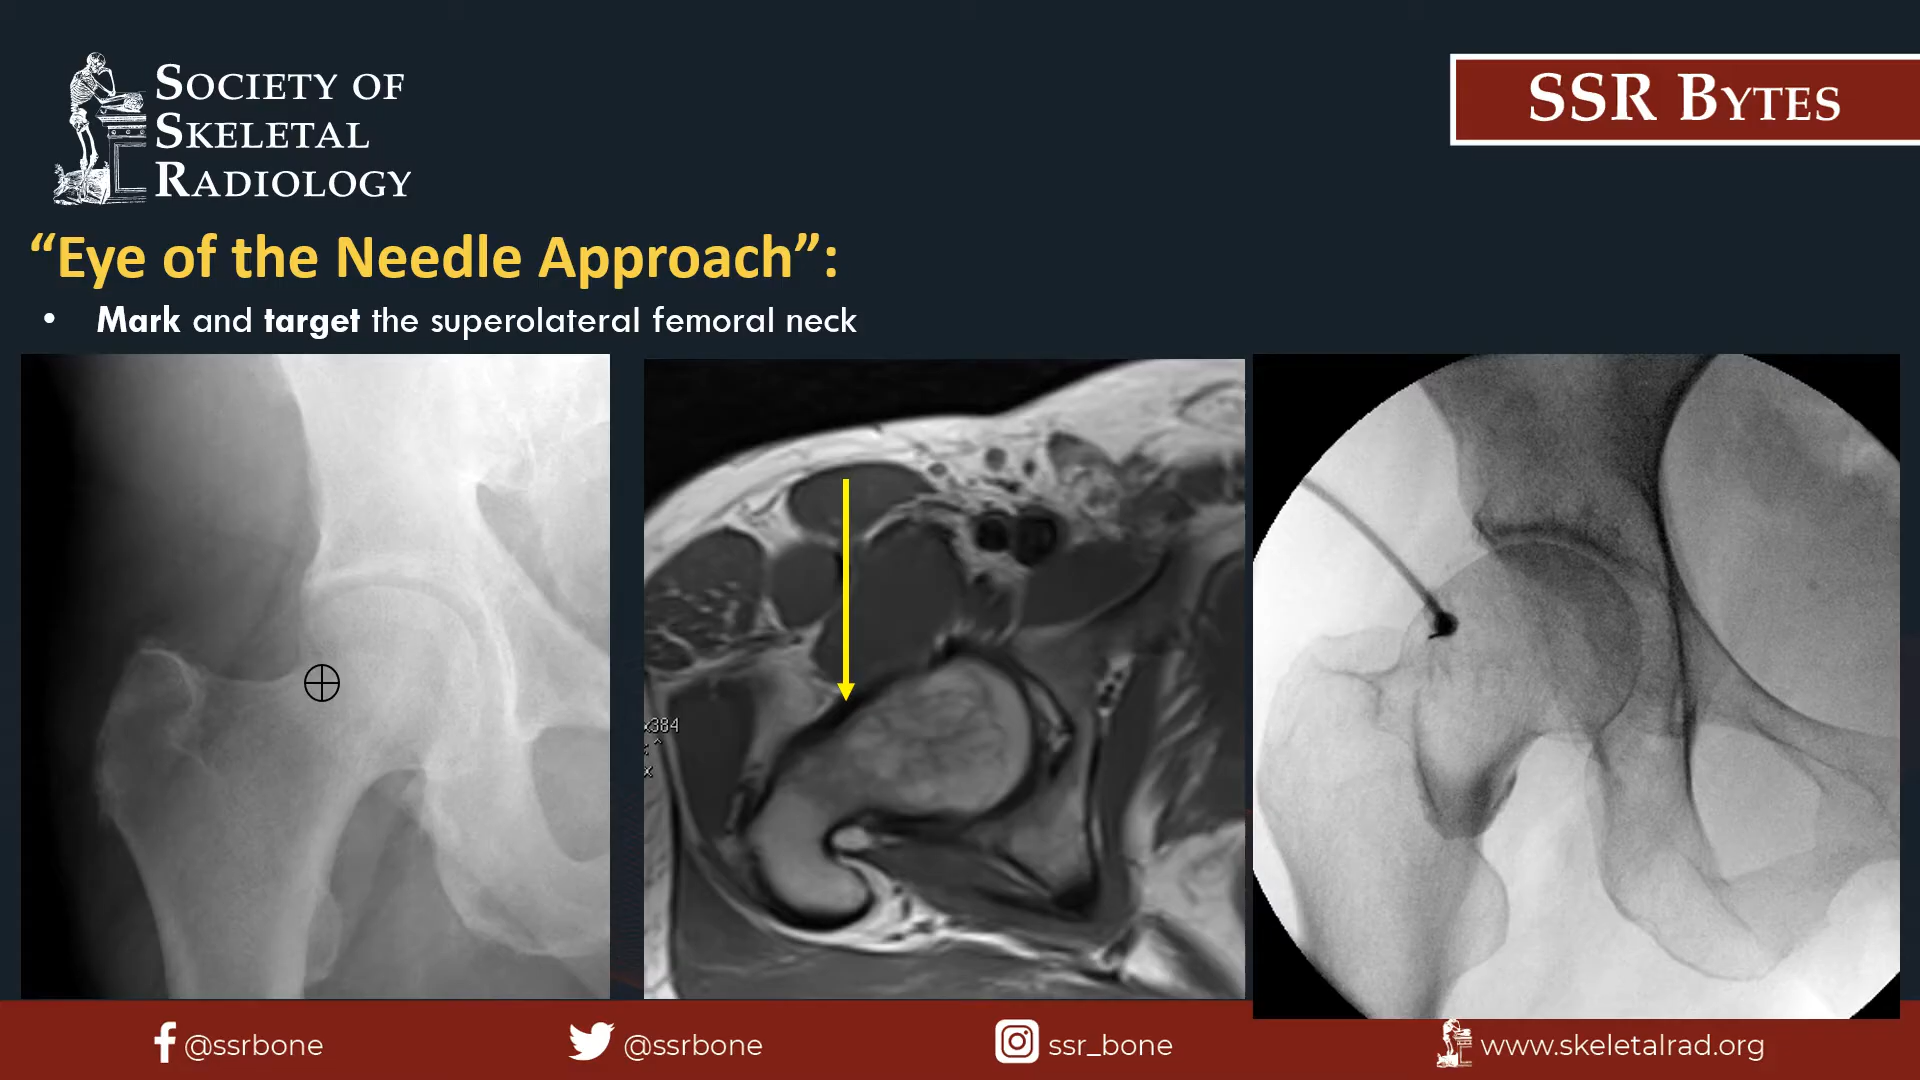 SOCIETY OF
SKELETAL
RADIOLOGY
SSR BYTES
“Eye of the Needle Approach”:
• Mark and target the superolateral femoral neck
x384
x
@ssrbone
@ssrbone
ssr_bone
www.skeletalrad.org